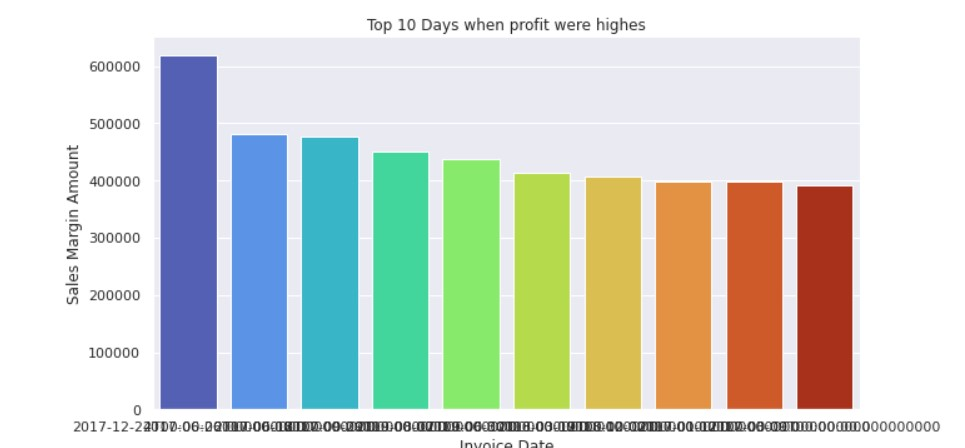 Top 10 Days when profit were highes
Sales Margin Amount
600000
500000
400000
300000
200000
100000
0
Invoice Date